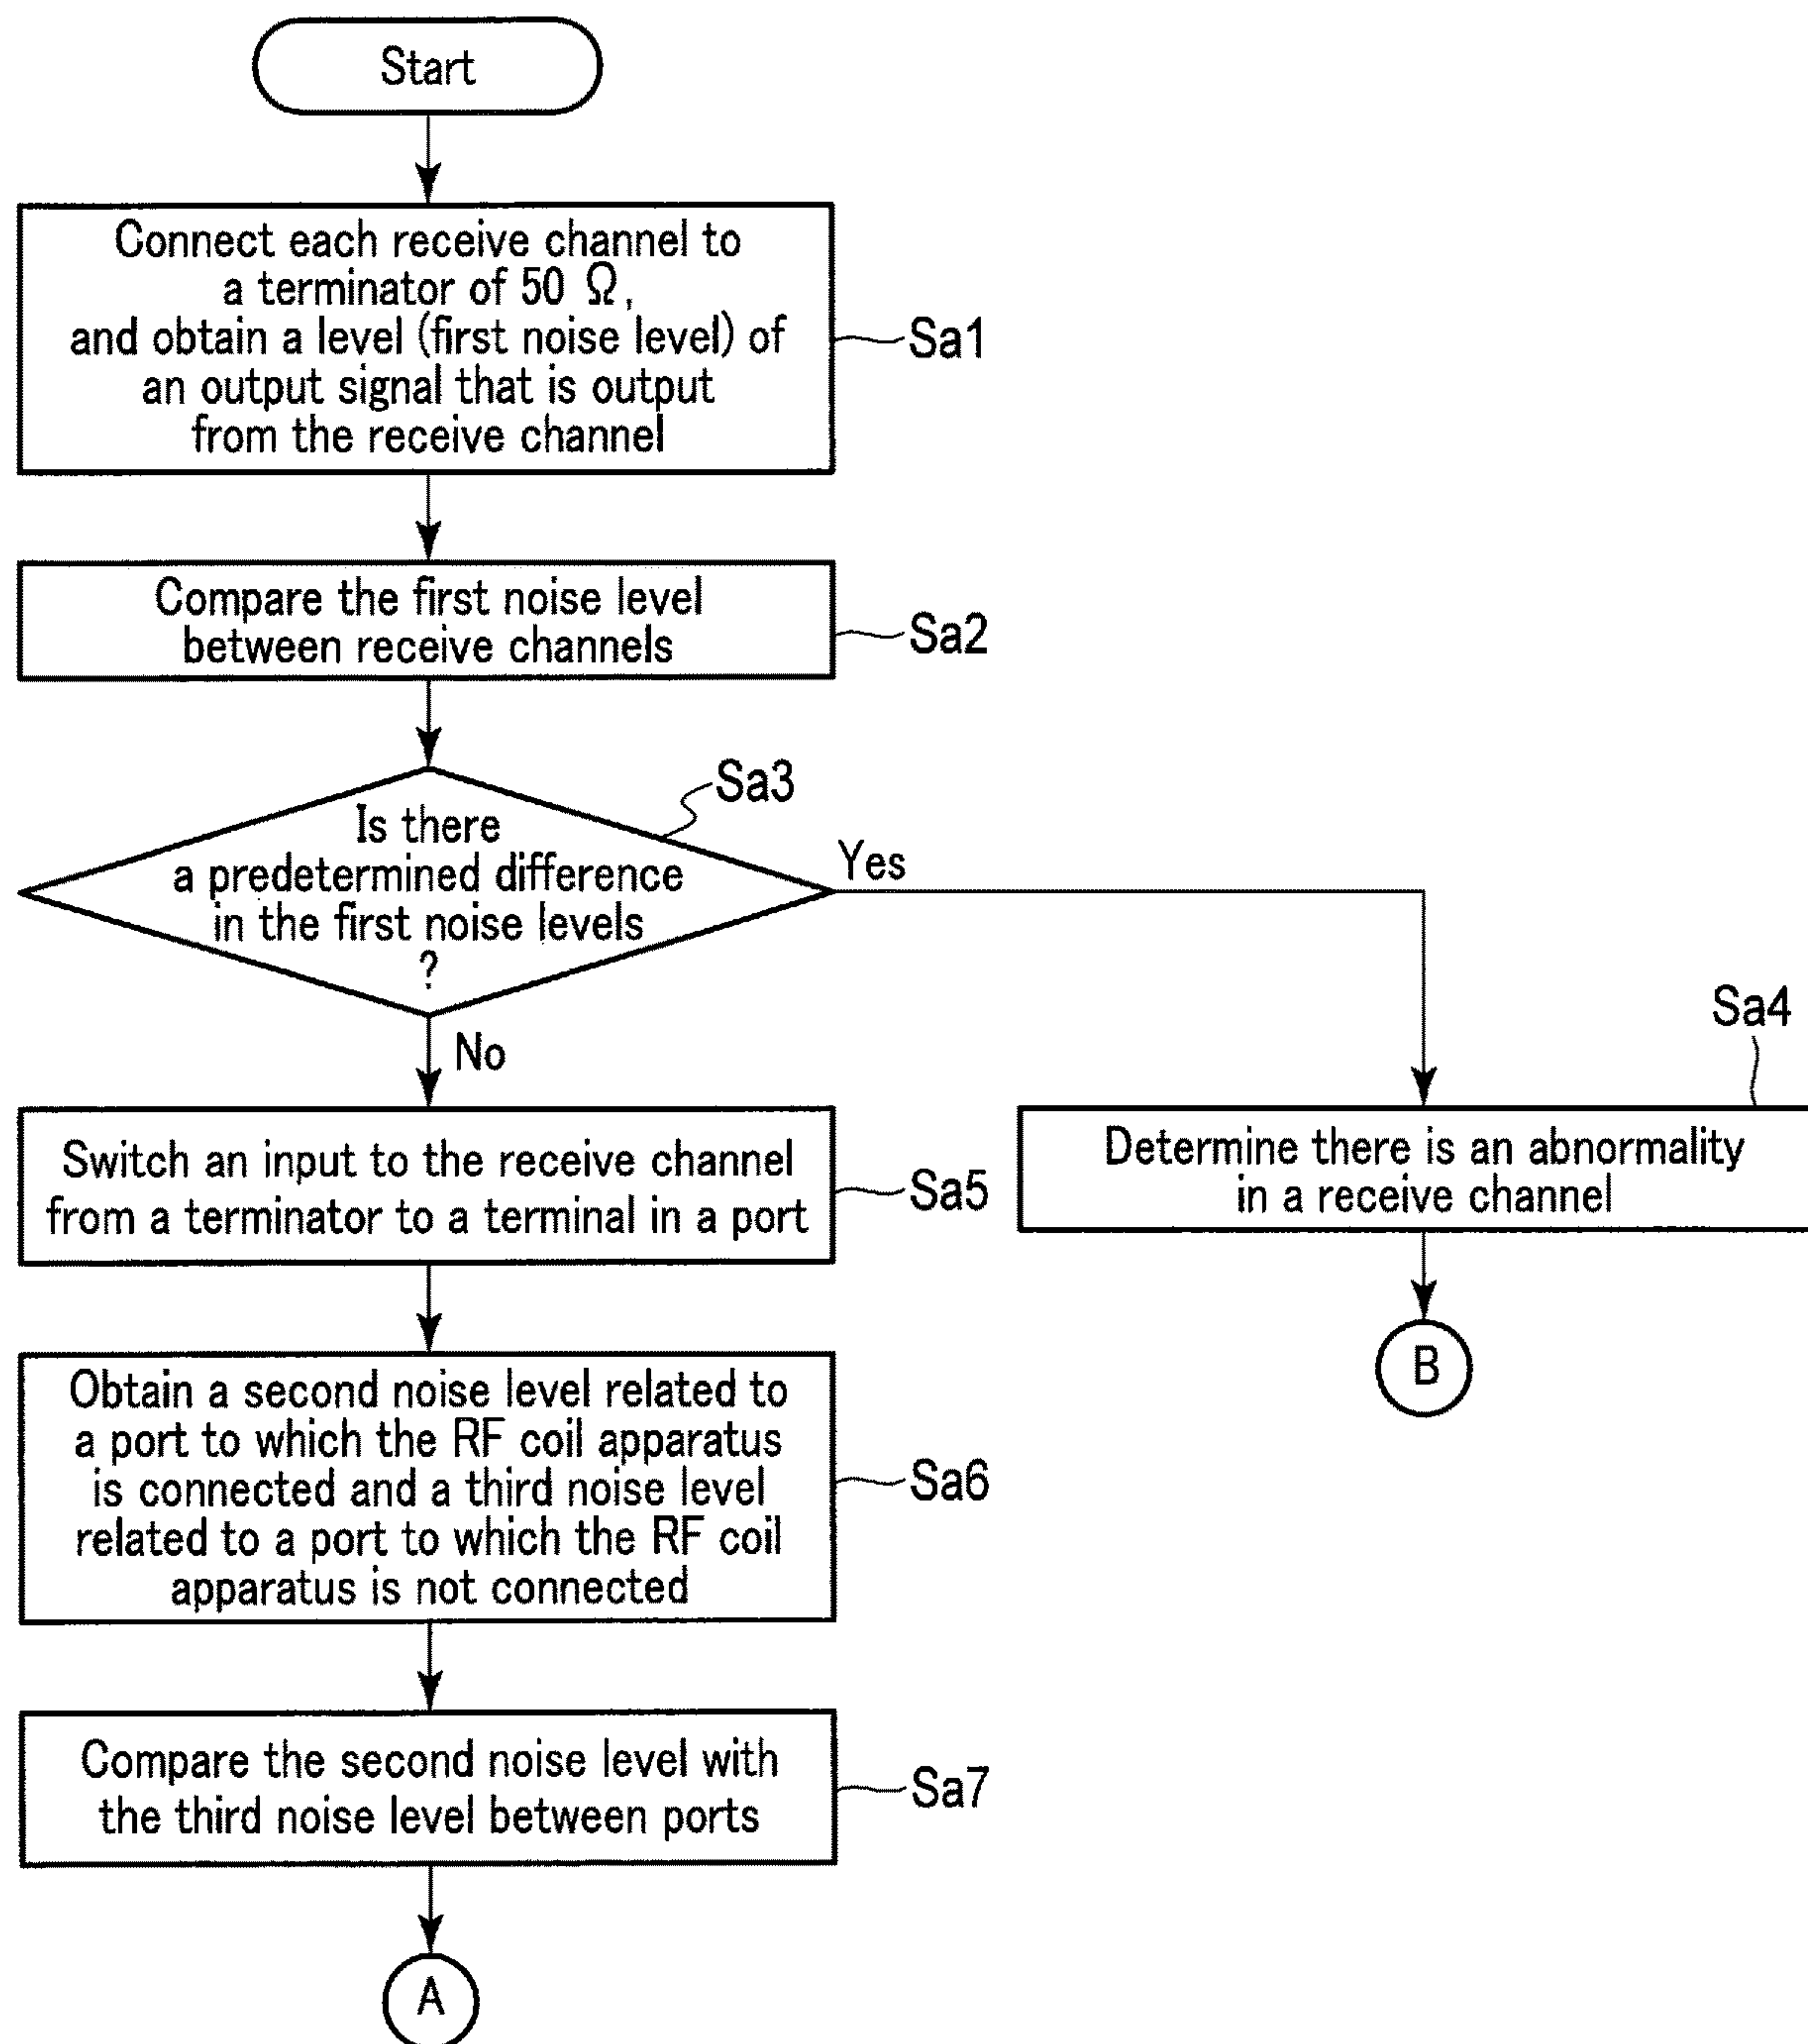 Start
Connect each receive channel to
a terminator of 50 Ω,
and obtain a level (first noise level) of
an output signal that is output
from the receive channel
Sa1
Compare the first noise level
between receive channels
Sa2
Sa3
Is there
a predetermined difference
in the first noise levels
?
Yes
No
Sa4
Determine there is an abnormality
in a receive channel
B
Switch an input to the receive channel
from a terminator to a terminal in a port
Sa5
Obtain a second noise level related to
a port to which the RF coil apparatus
is connected and a third noise level
related to a port to which the RF coil
apparatus is not connected
Sa6
Compare the second noise level with
the third noise level between ports
Sa7
A